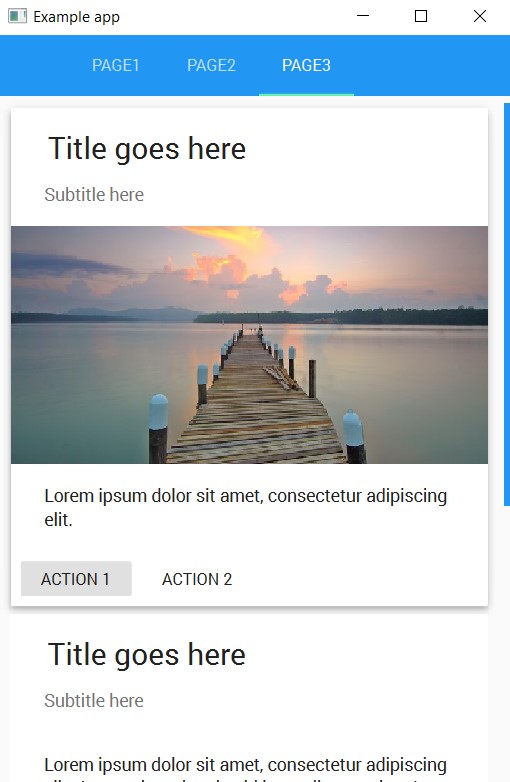 Example app
PAGE1 PAGE2 PAGE3
Title goes here
Subtitle here
Lorem ipsum dolor sit amet, consectetur adipiscing
elit.
ACTION 1 ACTION 2
Title goes here
Subtitle here
Lorem ipsum dolor sit amet, consectetur adipiscing